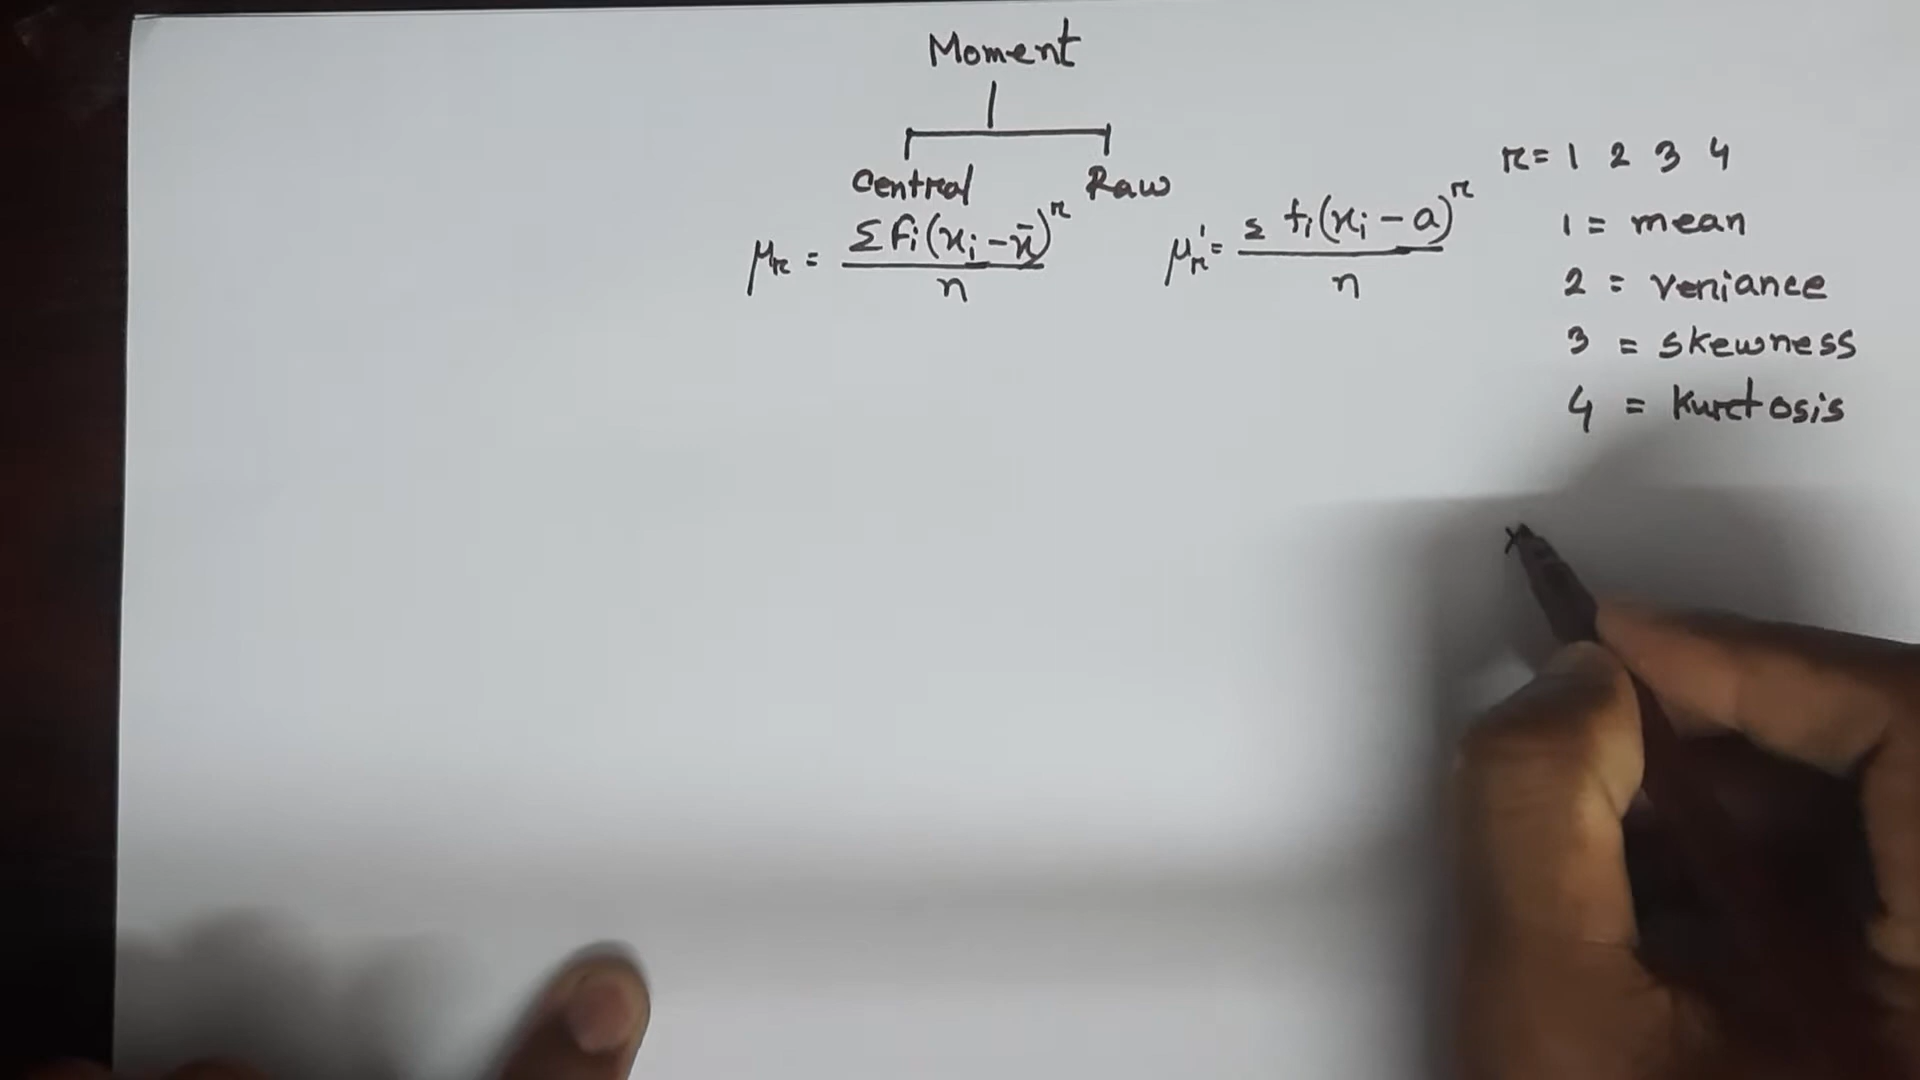 Moment
Central Raw
μr = Σfi(xi - x̄)^r / n
μ'r = Σ fi(xi - a)^r / n
r = 1 2 3 4
1 = mean
2 = veriance
3 = skewness
4 = kurtosis
x